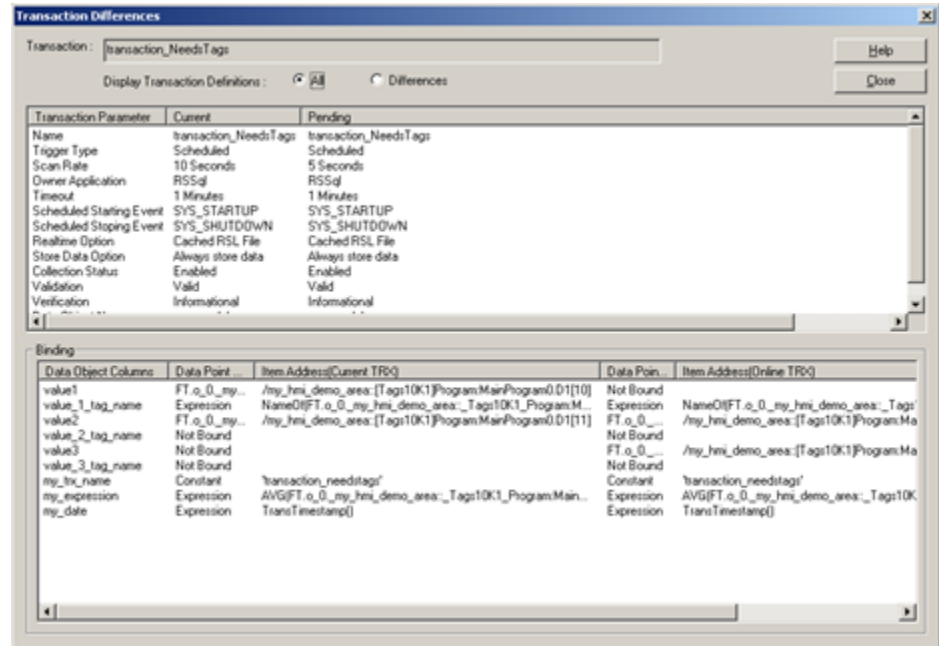 Transaction Differences
Transaction : transaction_NeedsTags Help
Display Transaction Definitions : All Differences Close
Transaction Parameter Current Pending
Name transaction_NeedsTags transaction_NeedsTags
Trigger Type Scheduled Scheduled
Scan Rate 10 Seconds 5 Seconds
Owner Application RSSql RSSql
Timeout 1 Minutes 1 Minutes
Scheduled Starting Event SYS_STARTUP SYS_STARTUP
Scheduled Stoping Event SYS_SHUTDOWN SYS_SHUTDOWN
Realtime Option Cached RSL File Cached RSL File
Store Data Option Always store data Always store data
Collection Status Enabled Enabled
Validation Valid Valid
Verification Informational Informational
Binding
Data Object Columns Data Point ... Item Address(Current TRX) Data Poin... Item Address(Online TRX)
value1 FT.o_0._my... /my_hmi_demo_area::[Tags10K1]Program:MainProgram0.D1[10] Not Bound
value_1_tag_name Expression NameOf(FT.o_0._my_hmi_demo_area::_Tags10K1_Program:M... Expression NameOf(FT.o_0._my_hmi_demo_area::_Tags'
value2 FT.o_0._my... /my_hmi_demo_area::[Tags10K1]Program:MainProgram0.D1[11] FT.o_0._... /my_hmi_demo_area::[Tags10K1]Program:Ma
value_2_tag_name Not Bound Not Bound
value3 Not Bound FT.o_0._... /my_hmi_demo_area::[Tags10K1]Program:Ma
value_3_tag_name Not Bound Not Bound
my_trx_name Constant 'transaction_needstags' Constant 'transaction_needstags'
my_expression Expression AVG(FT.o_0._my_hmi_demo_area::_Tags10K1_Program:Main... Expression AVG(FT.o_0._my_hmi_demo_area::_Tags10K
my_date Expression TransTimestamp() Expression TransTimestamp()